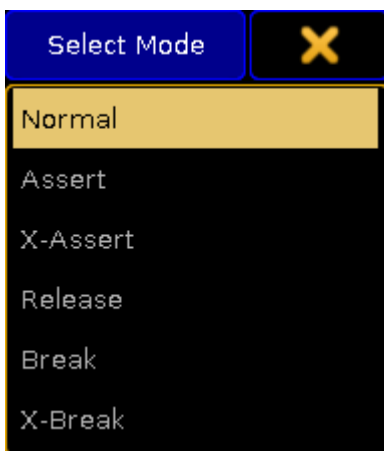 Select Mode
Normal
Assert
X-Assert
Release
Break
X-Break